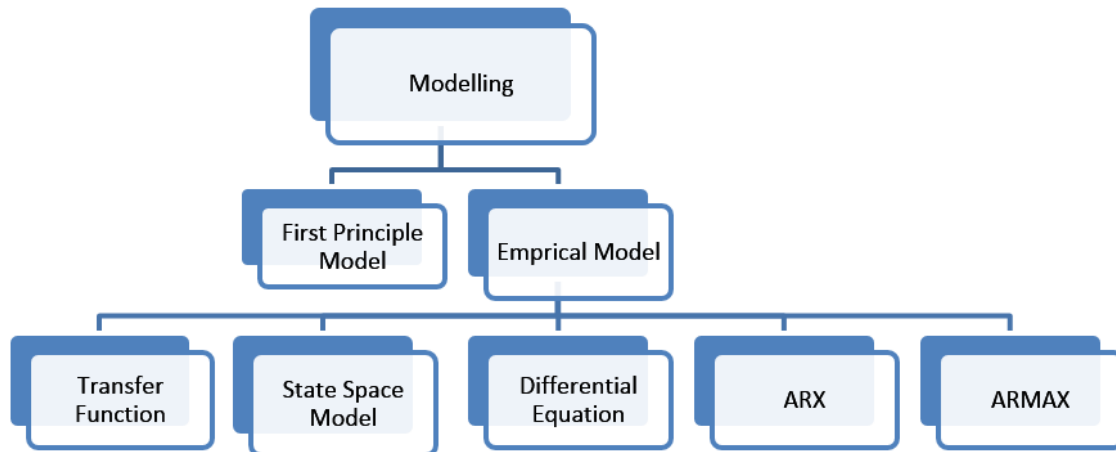 Modelling
First Principle
Model
Emprical Model
Transfer
Function
State Space
Model
Differential
Equation
ARX
ARMAX